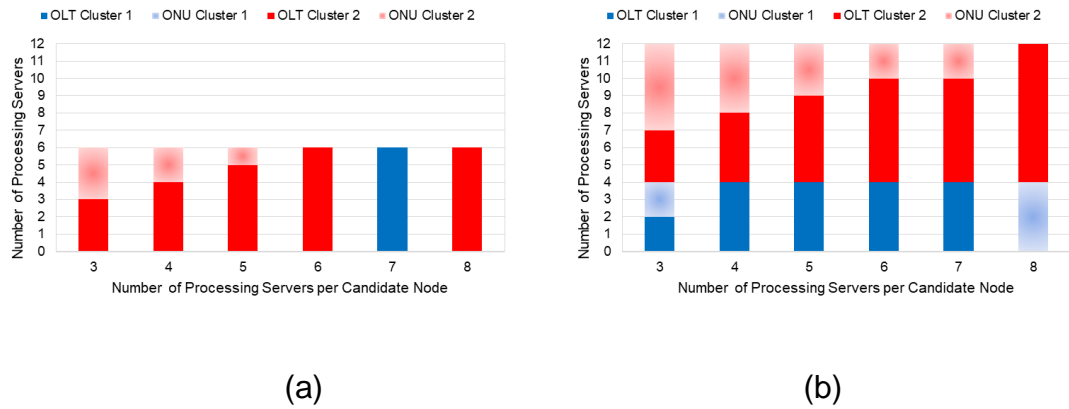 OLT Cluster 1 ONU Cluster 1 OLT Cluster 2 ONU Cluster 2
12
11
10
9
8
7
6
5
4
3
2
1
0
Number of Processing Servers
3 4 5 6 7 8
Number of Processing Servers per Candidate Node
(a)
OLT Cluster 1 ONU Cluster 1 OLT Cluster 2 ONU Cluster 2
12
11
10
9
8
7
6
5
4
3
2
1
0
Number of Processing Servers
3 4 5 6 7 8
Number of Processing Servers per Candidate Node
(b)